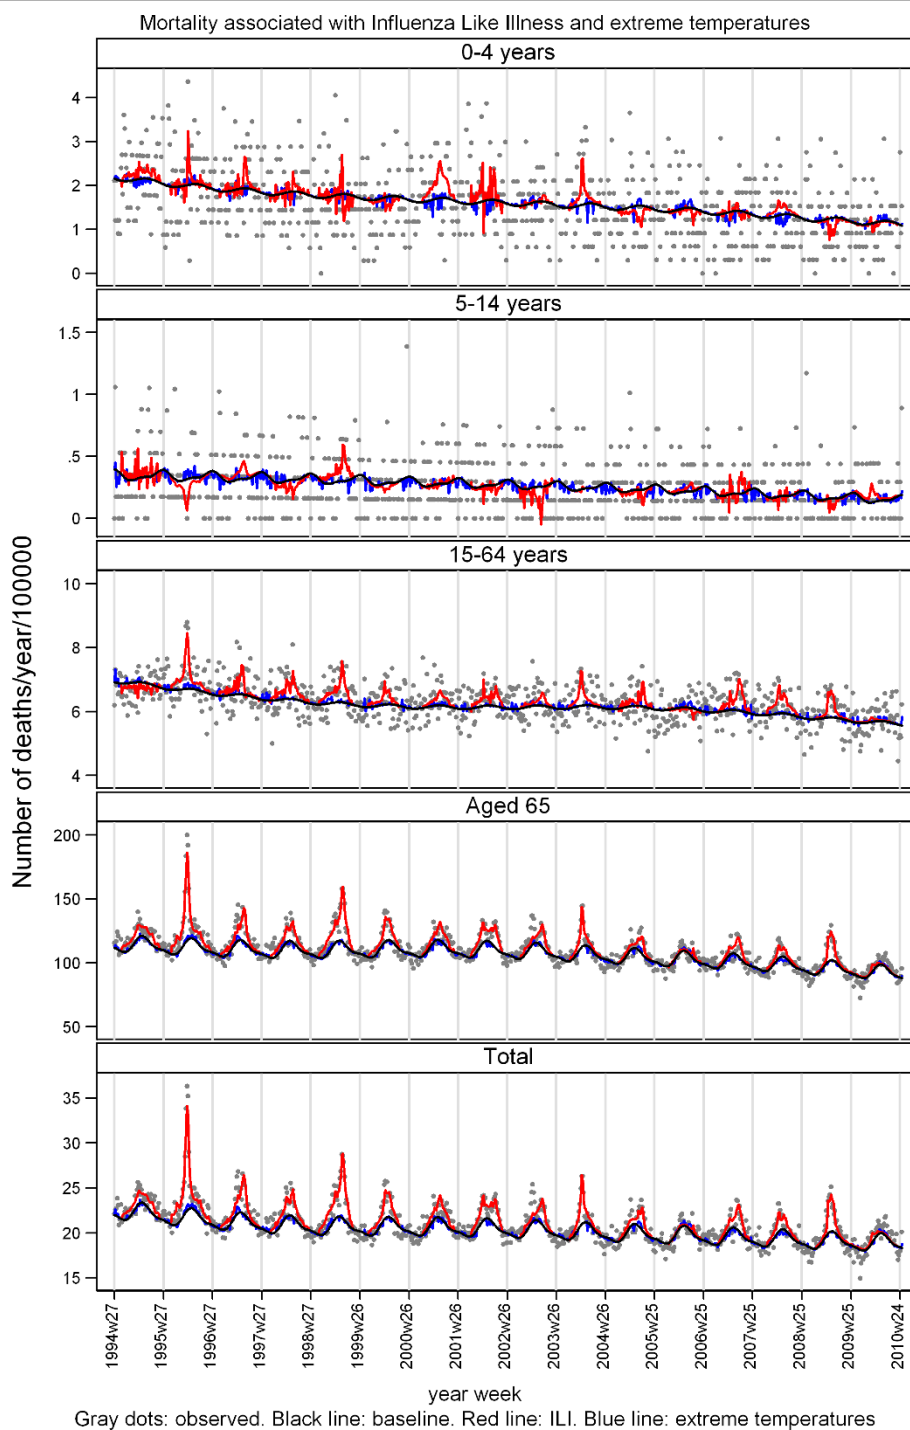 Mortality associated with Influenza Like Illness and extreme temperatures
0-4 years
4
3
2
1
0
5-14 years
1.5
1
.5
0
15-64 years
10
8
6
4
Aged 65
200
150
100
50
Total
35
30
25
20
15
Number of deaths/year/100000
1994w27
1995w27
1996w27
1997w27
1998w27
1999w26
2000w26
2001w26
2002w26
2003w26
2004w26
2005w25
2006w25
2007w25
2008w25
2009w25
2010w24
year week
Gray dots: observed. Black line: baseline. Red line: ILI. Blue line: extreme temperatures